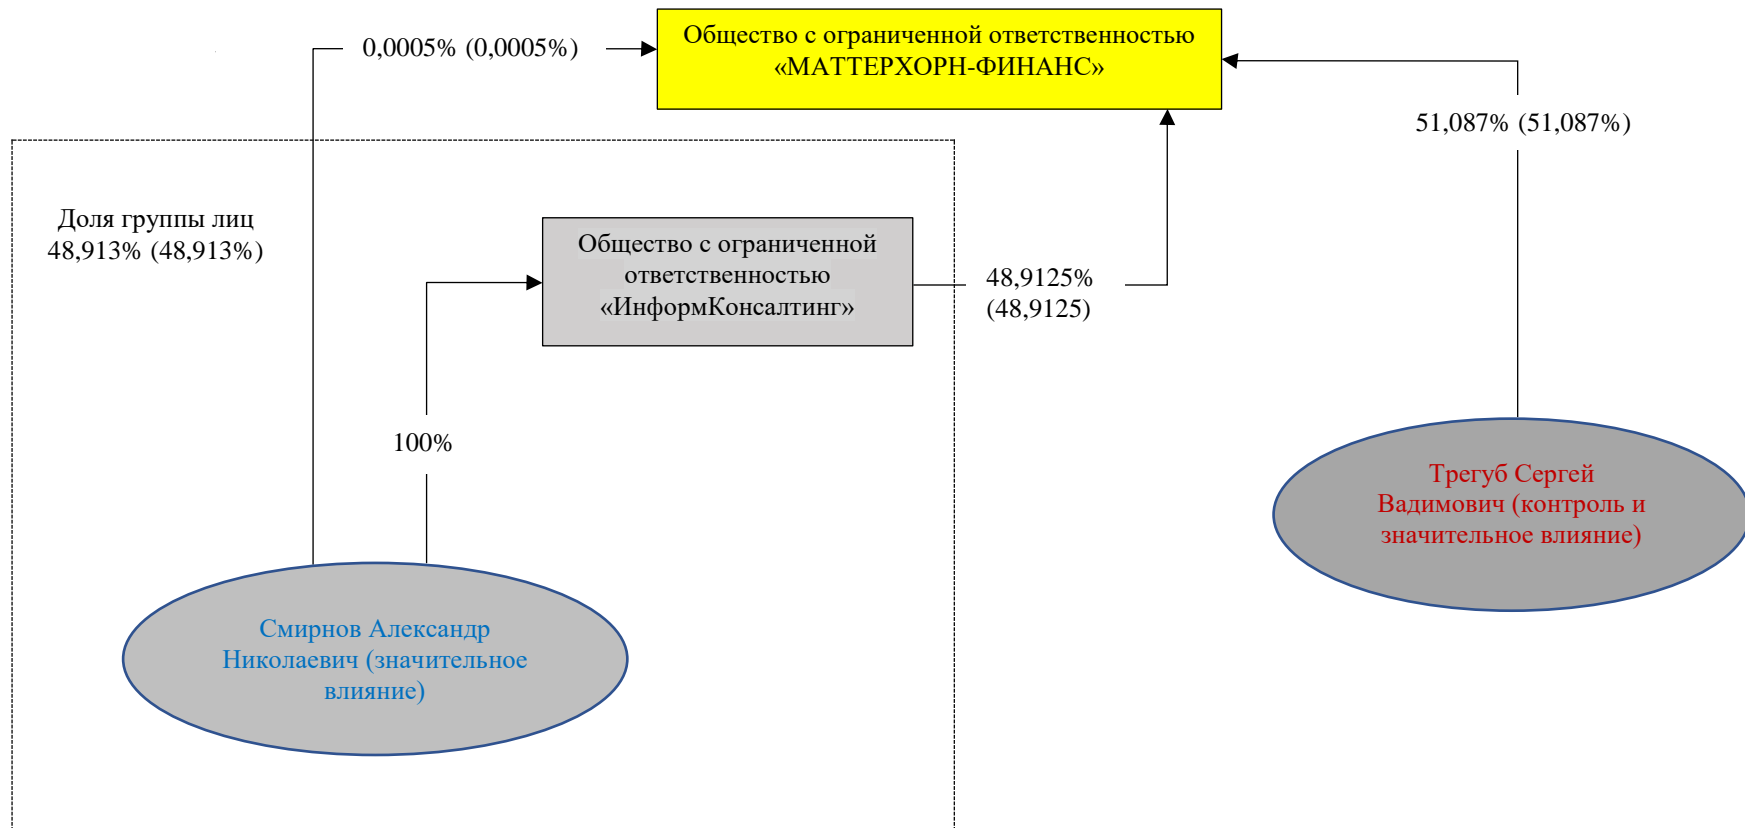 0,0005% (0,0005%)
Общество с ограниченной ответственностью
«МАТТЕРХОРН-ФИНАНС»
51,087% (51,087%)
Доля группы лиц
48,913% (48,913%)
Общество с ограниченной
ответственностью
«ИнформКонсалтинг»
48,9125%
(48,9125)
100%
Трегуб Сергей
Вадимович (контроль и
значительное влияние)
Смирнов Александр
Николаевич (значительное
влияние)